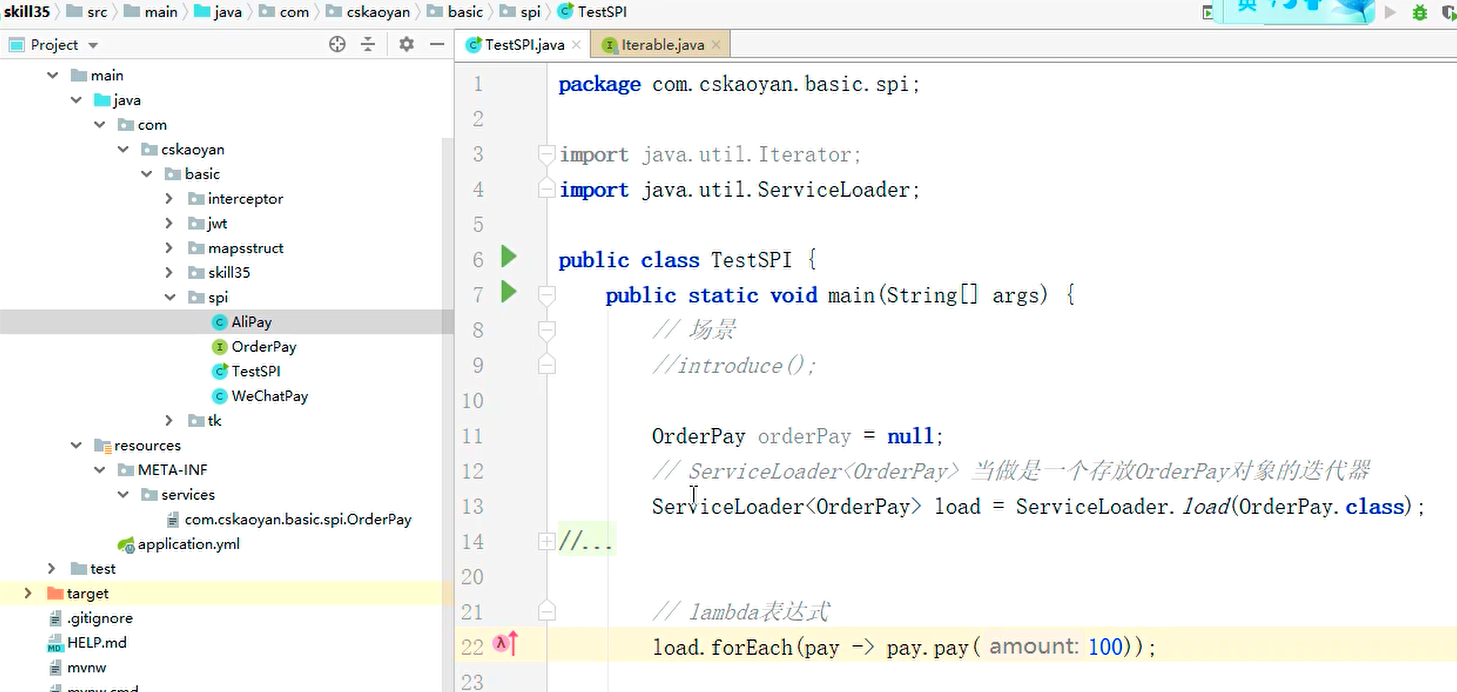 skill35 src main java com cskaoyan basic spi TestSPI
英
Project
TestSPI.java
Iterable.java
main
java
com
cskaoyan
basic
interceptor
jwt
mapsstruct
skill35
spi
AliPay
OrderPay
TestSPI
WeChatPay
tk
resources
META-INF
services
com.cskaoyan.basic.spi.OrderPay
application.yml
test
target
.gitignore
HELP.md
mvnw
mvnw.cmd
1 package com.cskaoyan.basic.spi;
2
3 import java.util.Iterator;
4 import java.util.ServiceLoader;
5
6 public class TestSPI {
7 public static void main(String[] args) {
8 // 场景
9 //introduce();
10
11 OrderPay orderPay = null;
12 // ServiceLoader<OrderPay> 当做是一个存放OrderPay对象的迭代器
13 ServiceLoader<OrderPay> load = ServiceLoader.load(OrderPay.class);
14 //...
20
21 // lambda表达式
22 load.forEach(pay -> pay.pay( amount: 100));
23